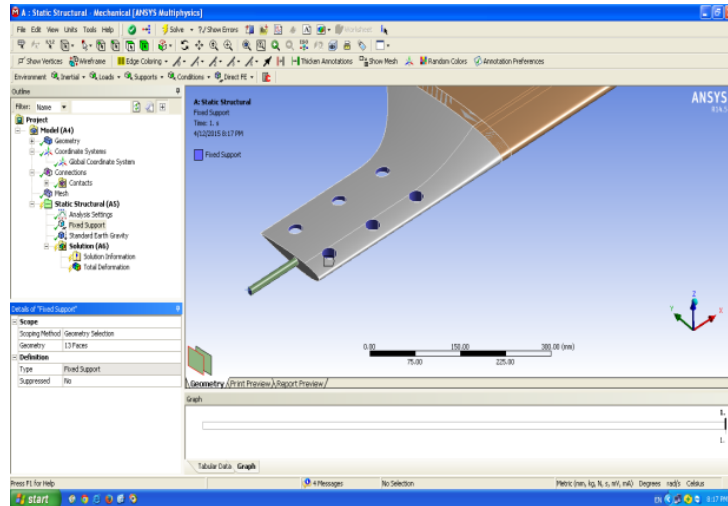 A : Static Structural - Mechanical [ANSYS Multiphysics]
File Edit View Units Tools Help Solve ?/Show Errors Worksheet
Show Vertices Wireframe Edge Coloring Thicken Annotations Show Mesh Random Colors Annotation Preferences
Environment Inertial Loads Supports Conditions Direct FE
Outline
Filter: Name
Project
Model (A4)
Geometry
Coordinate Systems
Global Coordinate System
Connections
Contacts
Mesh
Static Structural (A5)
Analysis Settings
Fixed Support
Standard Earth Gravity
Solution (A6)
Solution Information
Total Deformation
Details of "Fixed Support"
Scope
Scoping Method Geometry Selection
Geometry 13 Faces
Definition
Type Fixed Support
Suppressed No
A: Static Structural
Fixed Support
Time: 1. s
4/12/2015 8:17 PM
Fixed Support
ANSYS
R14.5
0.00 150.00 300.00 (mm)
75.00 225.00
Z
Y X
Geometry Print Preview Report Preview
Graph
1.
1.
Tabular Data Graph
Press F1 for Help 4 Messages No Selection Metric (mm, kg, N, s, mV, mA) Degrees rad/s Celsius
start EN 8:17 PM